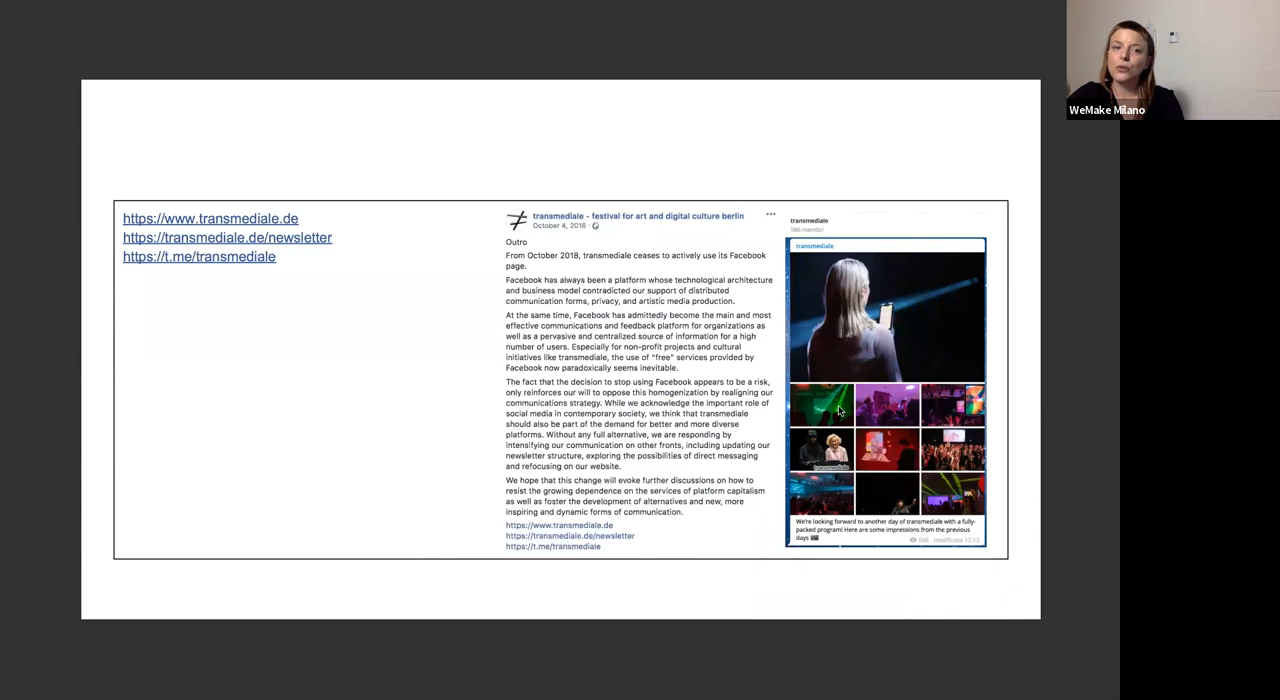 WeMake Milano
https://www.transmediale.de
https://transmediale.de/newsletter
https://t.me/transmediale
transmediale - festival for art and digital culture berlin
October 4, 2018 ·
Outro
From October 2018, transmediale ceases to actively use its Facebook
page.
Facebook has always been a platform whose technological architecture
and business model contradicted our support of distributed
communication forms, privacy, and artistic media production.
At the same time, Facebook has admittedly become the main and most
effective communications and feedback platform for organizations as
well as a pervasive and centralized source of information for a high
number of users. Especially for non-profit projects and cultural
initiatives like transmediale, the use of "free" services provided by
Facebook now paradoxically seems inevitable.
The fact that the decision to stop using Facebook appears to be a risk,
only reinforces our will to oppose this homogenization by realigning our
communications strategy. While we acknowledge the important role of
social media in contemporary society, we think that transmediale
should also be part of the demand for better and more diverse
platforms. Without any full alternative, we are responding by
intensifying our communication on other fronts, including updating our
newsletter structure, exploring the possibilities of direct messaging
and refocusing on our website.
We hope that this change will evoke further discussions on how to
resist the growing dependence on the services of platform capitalism
as well as foster the development of alternatives and new, more
inspiring and dynamic forms of communication.
https://www.transmediale.de
https://transmediale.de/newsletter
https://t.me/transmediale
transmediale
586 membri
transmediale
transmediale
We're looking forward to another day of transmediale with a fully-
packed program! Here are some impressions from the previous
days
modificato 12:13